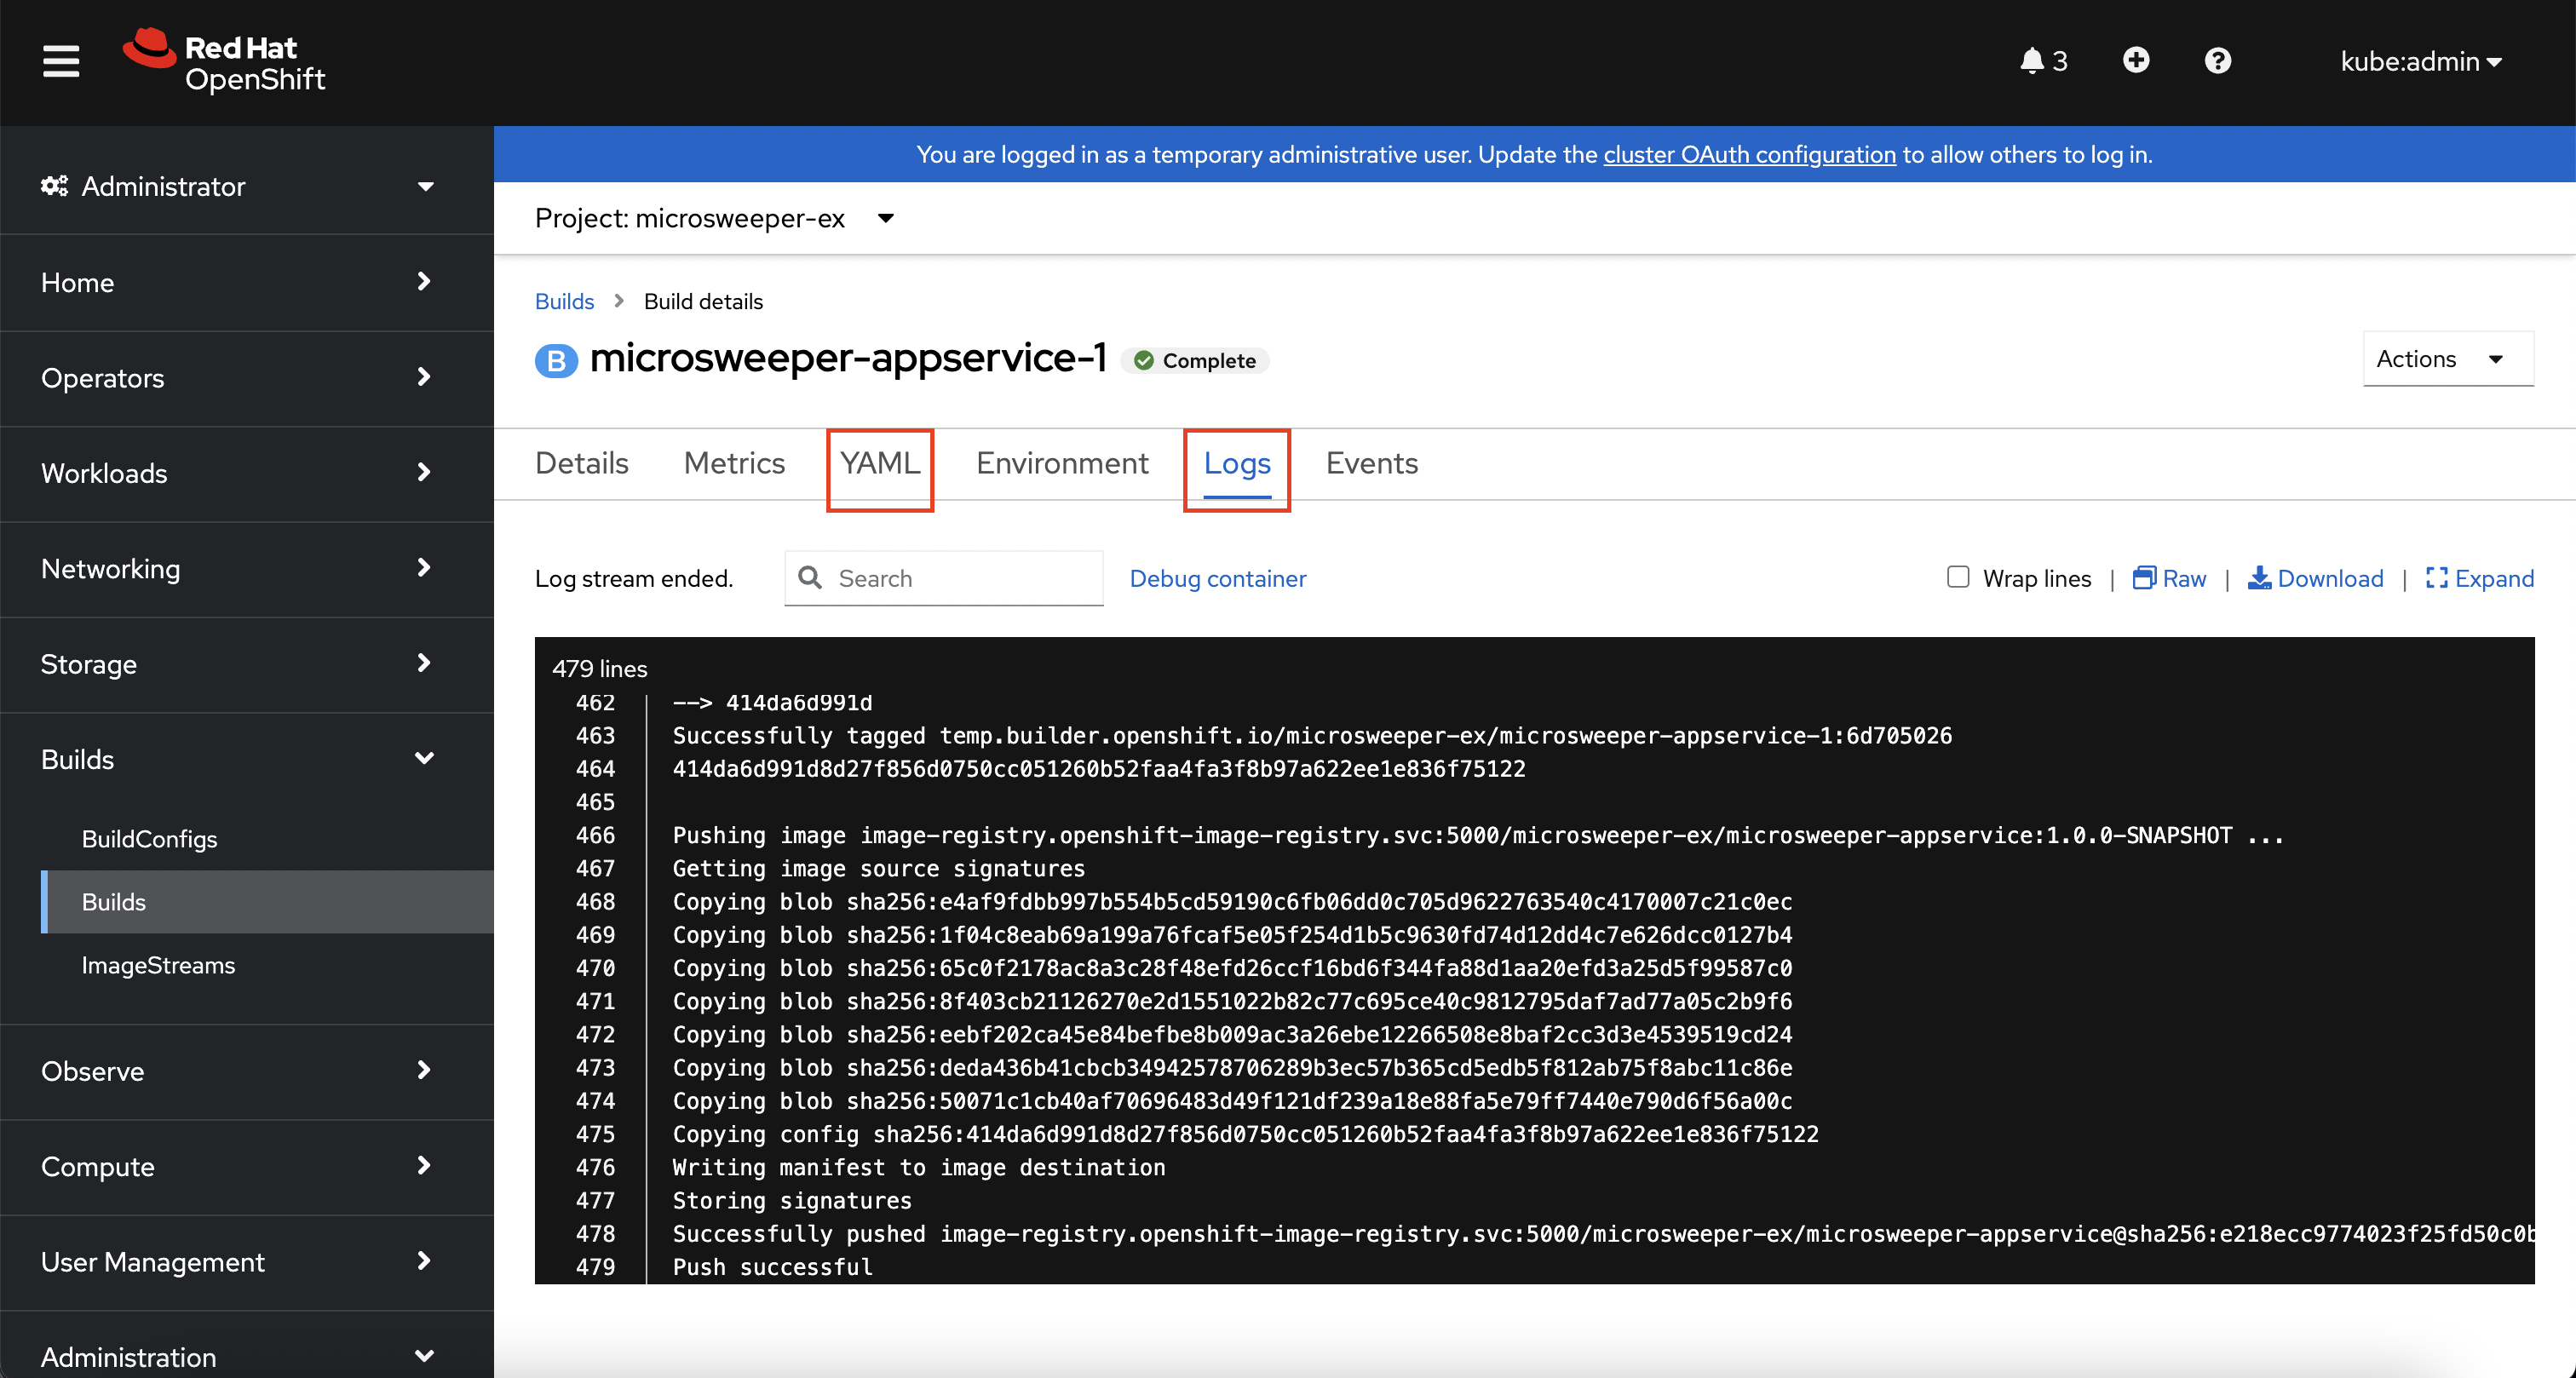 Red Hat
OpenShift
3
kube:admin
Administrator
Home
Operators
Workloads
Networking
Storage
Builds
BuildConfigs
Builds
ImageStreams
Observe
Compute
User Management
Administration
You are logged in as a temporary administrative user. Update the cluster OAuth configuration to allow others to log in.
Project: microsweeper-ex
Builds > Build details
B microsweeper-appservice-1 Complete
Actions
Details Metrics YAML Environment Logs Events
Log stream ended. Search Debug container Wrap lines | Raw | Download | Expand
479 lines
462 --> 414da6d991d
463 Successfully tagged temp.builder.openshift.io/microsweeper-ex/microsweeper-appservice-1:6d705026
464 414da6d991d8d27f856d0750cc051260b52faa4fa3f8b97a622ee1e836f75122
465
466 Pushing image image-registry.openshift-image-registry.svc:5000/microsweeper-ex/microsweeper-appservice:1.0.0-SNAPSHOT ...
467 Getting image source signatures
468 Copying blob sha256:e4af9fdbb997b554b5cd59190c6fb06dd0c705d9622763540c4170007c21c0ec
469 Copying blob sha256:1f04c8eab69a199a76fcaf5e05f254d1b5c9630fd74d12dd4c7e626dcc0127b4
470 Copying blob sha256:65c0f2178ac8a3c28f48efd26ccf16bd6f344fa88d1aa20efd3a25d5f99587c0
471 Copying blob sha256:8f403cb21126270e2d1551022b82c77c695ce40c9812795daf7ad77a05c2b9f6
472 Copying blob sha256:eebf202ca45e84befbe8b009ac3a26ebe12266508e8baf2cc3d3e4539519cd24
473 Copying blob sha256:deda436b41cbcb34942578706289b3ec57b365cd5edb5f812ab75f8abc11c86e
474 Copying blob sha256:50071c1cb40af70696483d49f121df239a18e88fa5e79ff7440e790d6f56a00c
475 Copying config sha256:414da6d991d8d27f856d0750cc051260b52faa4fa3f8b97a622ee1e836f75122
476 Writing manifest to image destination
477 Storing signatures
478 Successfully pushed image-registry.openshift-image-registry.svc:5000/microsweeper-ex/microsweeper-appservice@sha256:e218ecc9774023f25fd50c0b
479 Push successful